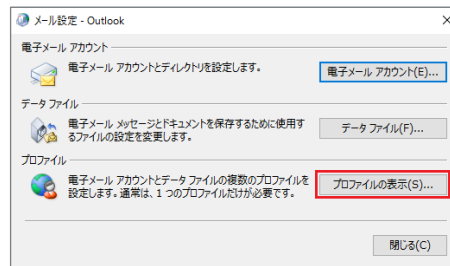 メール設定 - Outlook
電子メール アカウント
電子メール アカウントとディレクトリを設定します。
電子メール アカウント(E)...
データ ファイル
電子メール メッセージとドキュメントを保存するために使用す
るファイルの設定を変更します。
データ ファイル(F)...
プロファイル
電子メール アカウントとデータ ファイルの複数のプロファイルを
設定します。通常は、1 つのプロファイルだけが必要です。
プロファイルの表示(S)...
閉じる(C)